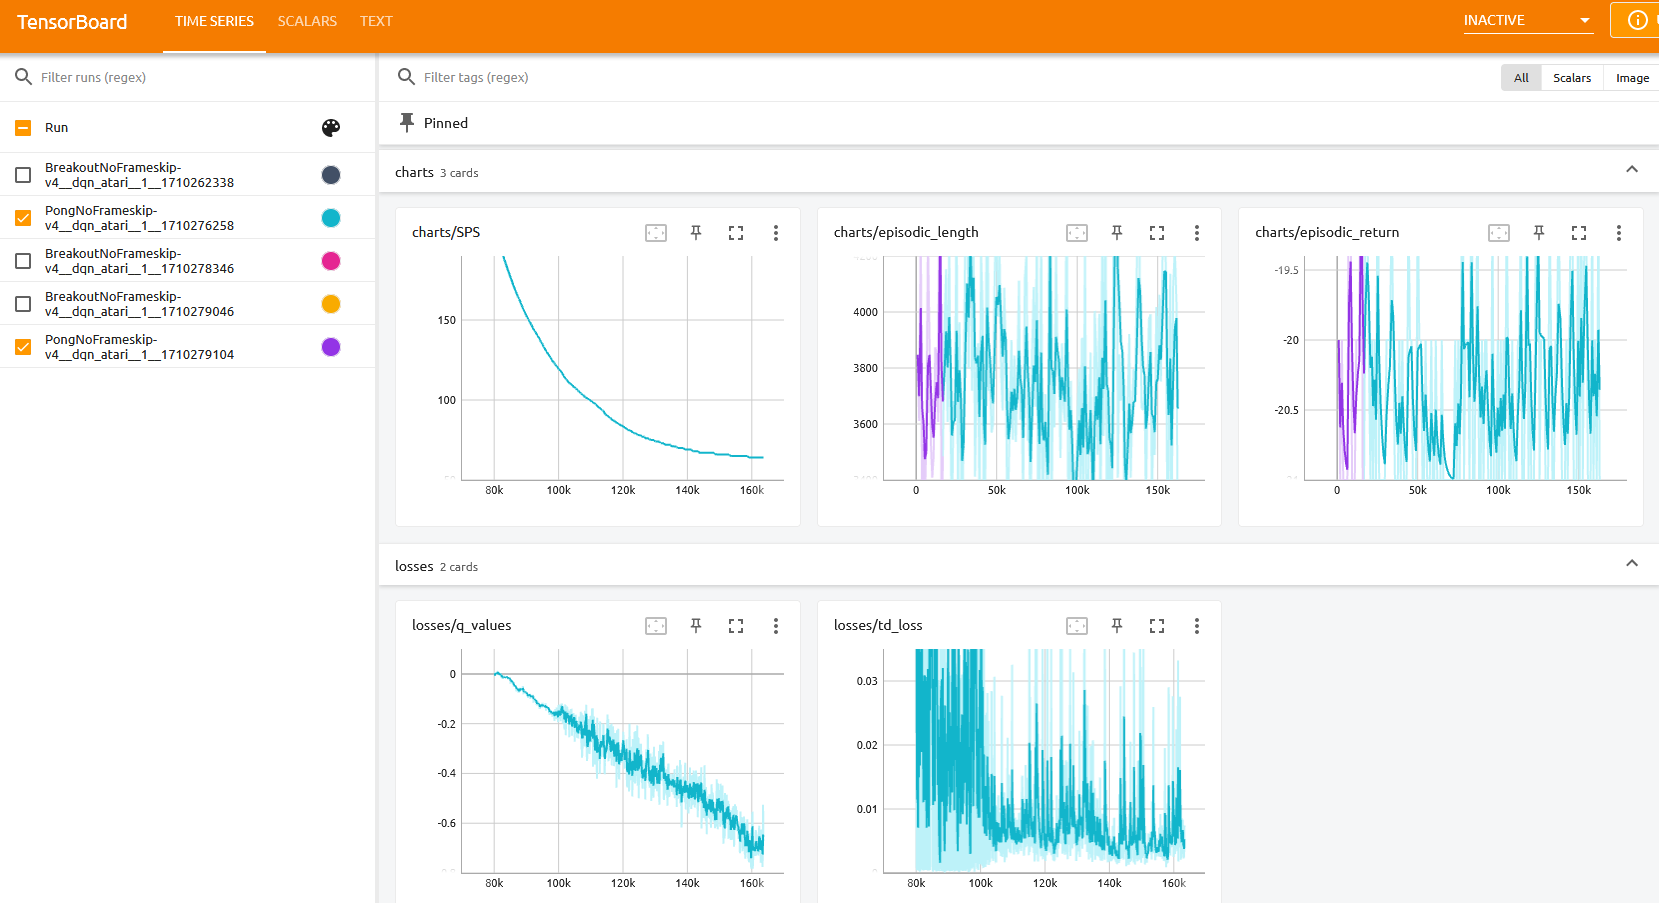 TensorBoard
TIME SERIES
SCALARS
TEXT
INACTIVE
Filter runs (regex)
Run
BreakoutNoFrameskip-
v4__dqn_atari__1__1710262338
PongNoFrameskip-
v4__dqn_atari__1__1710276258
BreakoutNoFrameskip-
v4__dqn_atari__1__1710278346
BreakoutNoFrameskip-
v4__dqn_atari__1__1710279046
PongNoFrameskip-
v4__dqn_atari__1__1710279104
Filter tags (regex)
All
Scalars
Image
Pinned
charts 3 cards
charts/SPS
150
100
80k 100k 120k 140k 160k
charts/episodic_length
4200
4000
3800
3600
0 50k 100k 150k
charts/episodic_return
-19.5
-20
-20.5
0 50k 100k 150k
losses 2 cards
losses/q_values
0
-0.2
-0.4
-0.6
80k 100k 120k 140k 160k
losses/td_loss
0.03
0.02
0.01
80k 100k 120k 140k 160k